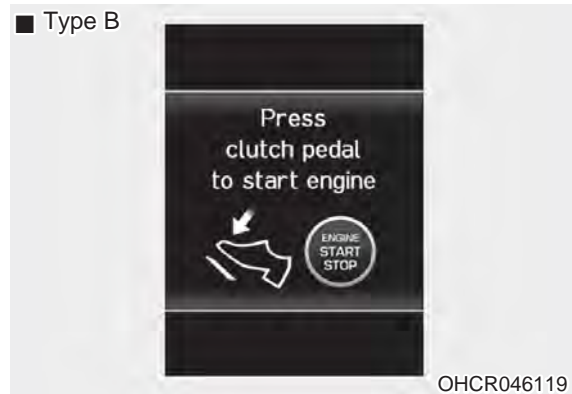 ■ Type B
Press
clutch pedal
to start engine
ENGINE
START
STOP
OHCR046119